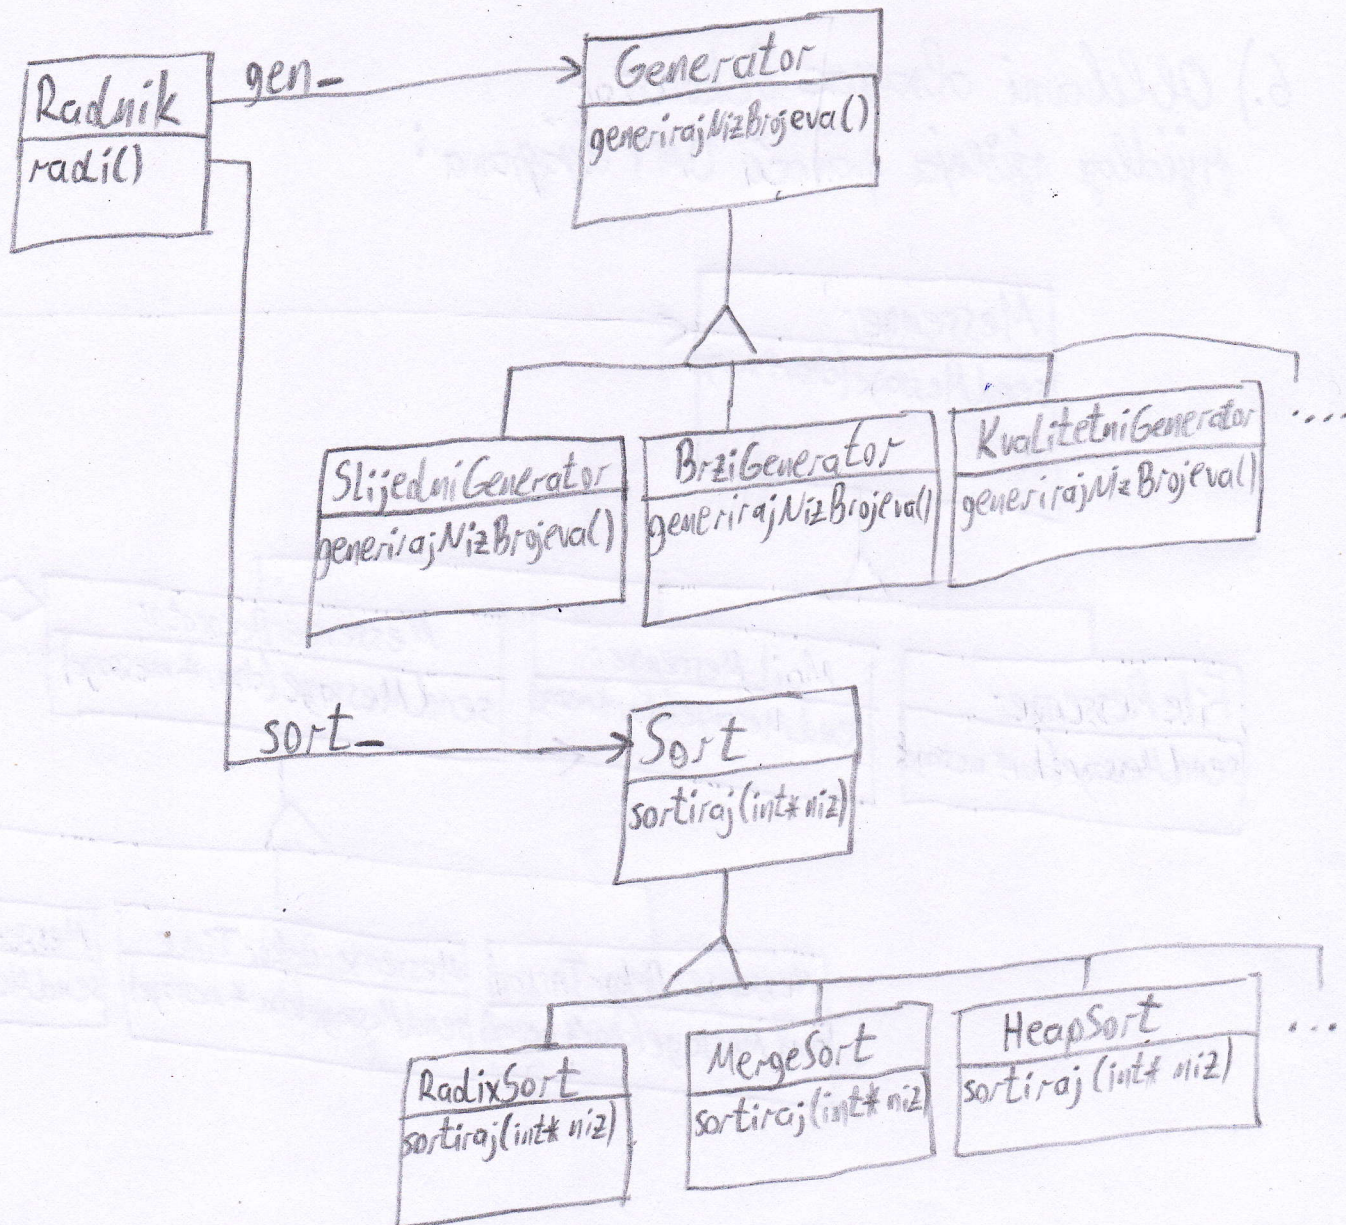 Radnik
radi()
gen_
Generator
generirajNizBrojeva()
SlijedniGenerator
generirajNizBrojeva()
BrziGenerator
generirajNizBrojeva()
KvalitetniGenerator
generirajNizBrojeva()
....
sort_
Sort
sortiraj(int* niz)
RadixSort
sortiraj(int* niz)
MergeSort
sortiraj(int* niz)
HeapSort
sortiraj(int* niz)
...